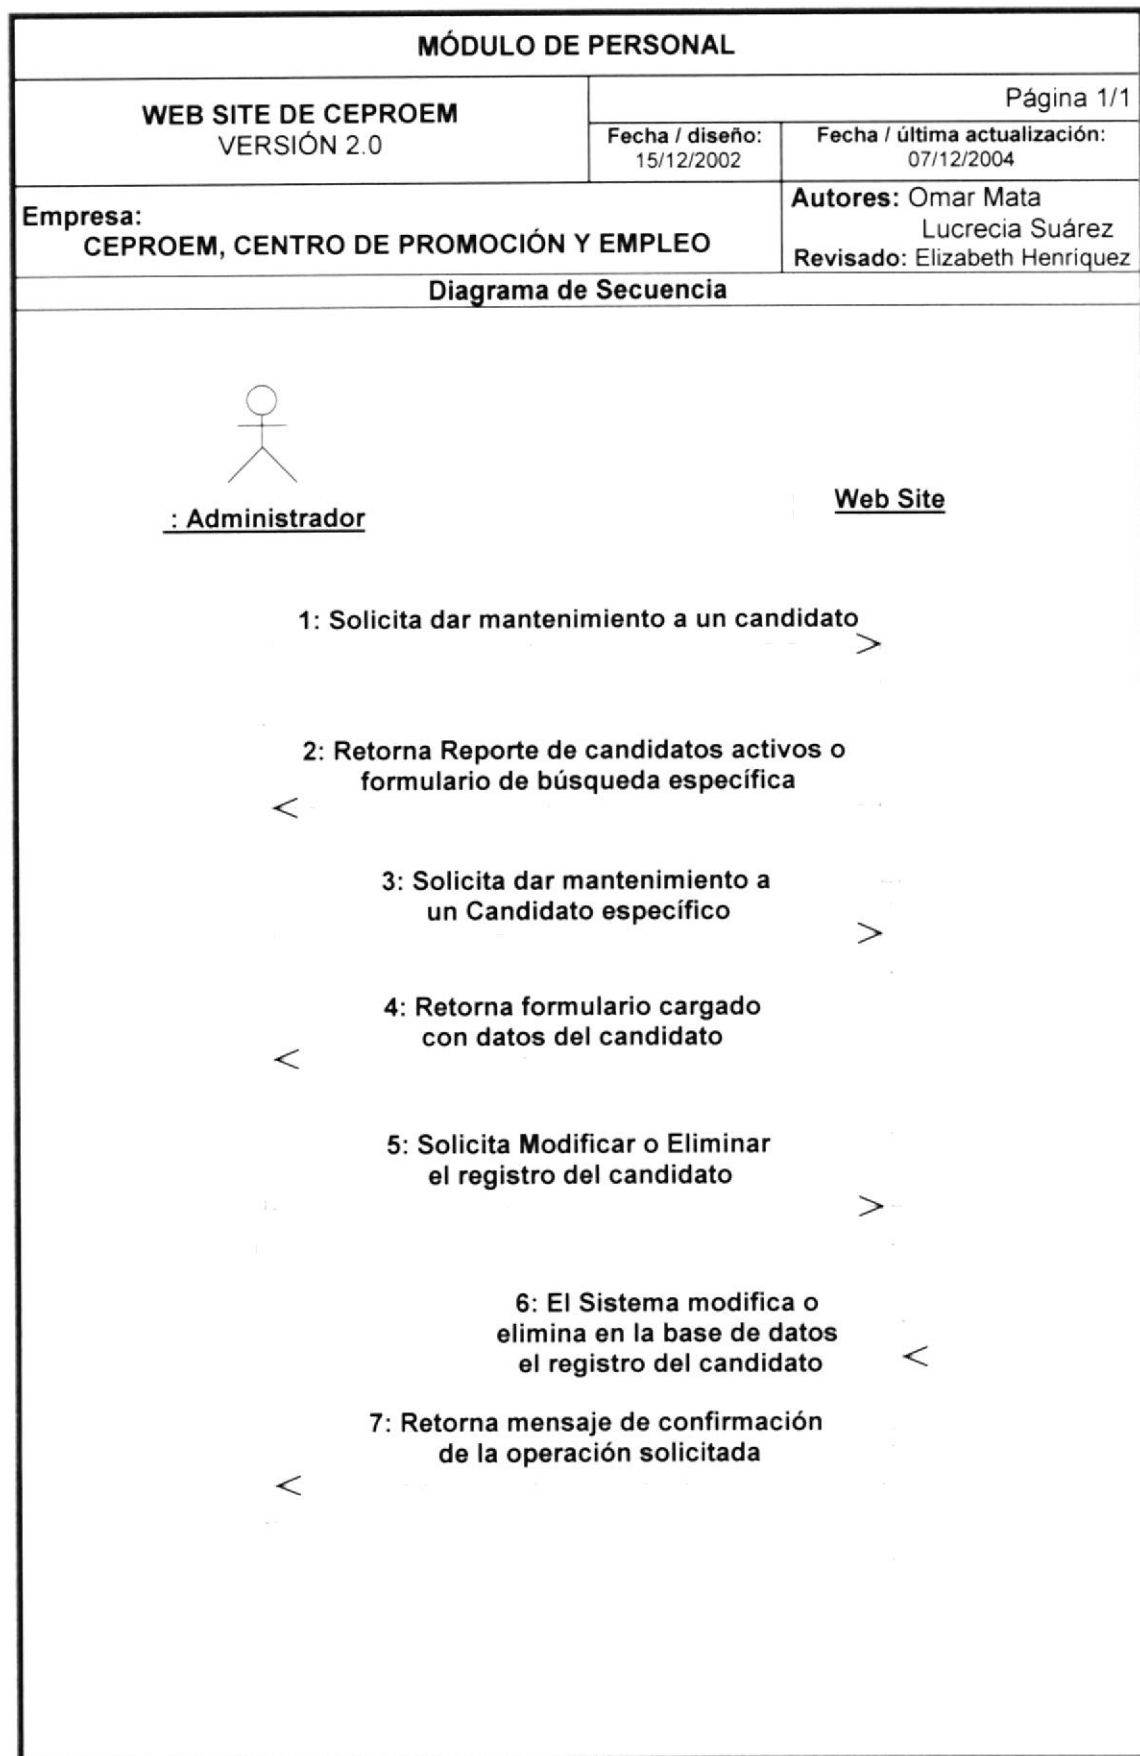 MÓDULO DE PERSONAL
WEB SITE DE CEPROEM
VERSIÓN 2.0
Página 1/1
Fecha / diseño:
15/12/2002
Fecha / última actualización:
07/12/2004
Empresa:
CEPROEM, CENTRO DE PROMOCIÓN Y EMPLEO
Autores: Omar Mata
Lucrecia Suárez
Revisado: Elizabeth Henriquez
Diagrama de Secuencia
: Administrador
Web Site
1: Solicita dar mantenimiento a un candidato
2: Retorna Reporte de candidatos activos o
formulario de búsqueda específica
3: Solicita dar mantenimiento a
un Candidato específico
4: Retorna formulario cargado
con datos del candidato
5: Solicita Modificar o Eliminar
el registro del candidato
6: El Sistema modifica o
elimina en la base de datos
el registro del candidato
7: Retorna mensaje de confirmación
de la operación solicitada